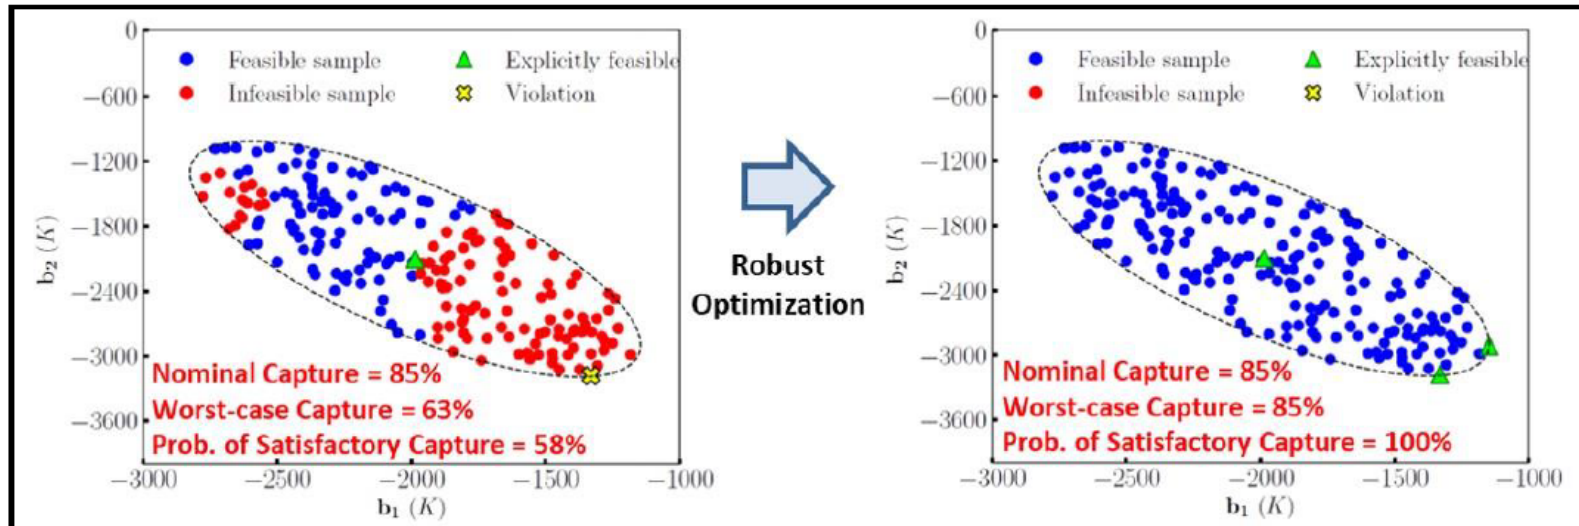 0
−600
−1200
−1800
−2400
−3000
−3600
b₂ (K)
Feasible sample
Infeasible sample
Explicitly feasible
Violation
Nominal Capture = 85%
Worst-case Capture = 63%
Prob. of Satisfactory Capture = 58%
−3000 −2500 −2000 −1500 −1000
b₁ (K)
Robust
Optimization
0
−600
−1200
−1800
−2400
−3000
−3600
b₂ (K)
Feasible sample
Infeasible sample
Explicitly feasible
Violation
Nominal Capture = 85%
Worst-case Capture = 85%
Prob. of Satisfactory Capture = 100%
−3000 −2500 −2000 −1500 −1000
b₁ (K)